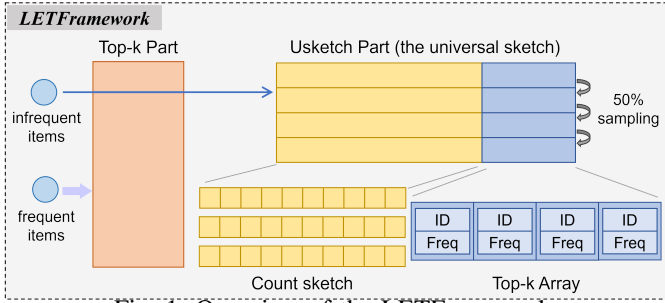 LETFramework
Top-k Part
Usketch Part (the universal sketch)
infrequent
items
50%
sampling
frequent
items
ID
ID
ID
ID
Freq
Freq
Freq
Freq
Count sketch
Top-k Array